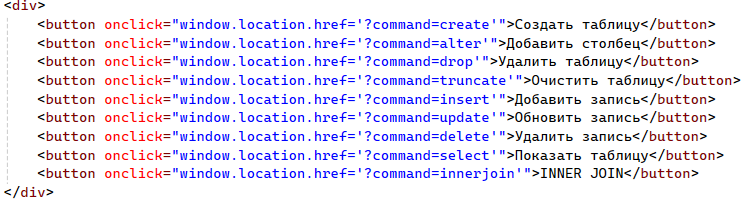 <div>
<button onclick="window.location.href='?command=create'">Создать таблицу</button>
<button onclick="window.location.href='?command=alter'">Добавить столбец</button>
<button onclick="window.location.href='?command=drop'">Удалить таблицу</button>
<button onclick="window.location.href='?command=truncate'">Очистить таблицу</button>
<button onclick="window.location.href='?command=insert'">Добавить запись</button>
<button onclick="window.location.href='?command=update'">Обновить запись</button>
<button onclick="window.location.href='?command=delete'">Удалить запись</button>
<button onclick="window.location.href='?command=select'">Показать таблицу</button>
<button onclick="window.location.href='?command=innerjoin'">INNER JOIN</button>
</div>